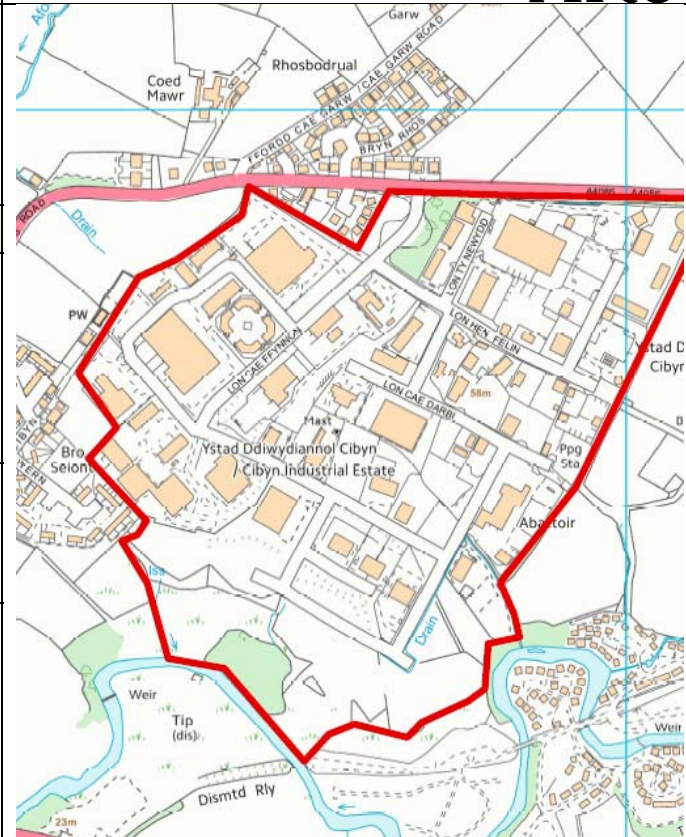 Garw
Rhosbodrual
Coed
Mawr
FFORDD CAE GARW / CAE GARW ROAD
BRYN RHOS
A4086 A4086
ROAD
Drain
LON TY NEWYDD
PW
LON HEN FELIN
Ystad D
Cibyn
LON CAE FFYNNON
LON CAE DARBI
58m
Mast
Bro
Seiont
Ystad Ddiwydiannol Cibyn
/ Cibyn Industrial Estate
Ppg
Sta
Abattoir
Iss
Drain
Weir
Tip
(dis)
Weir
Dismtd Rly
23m